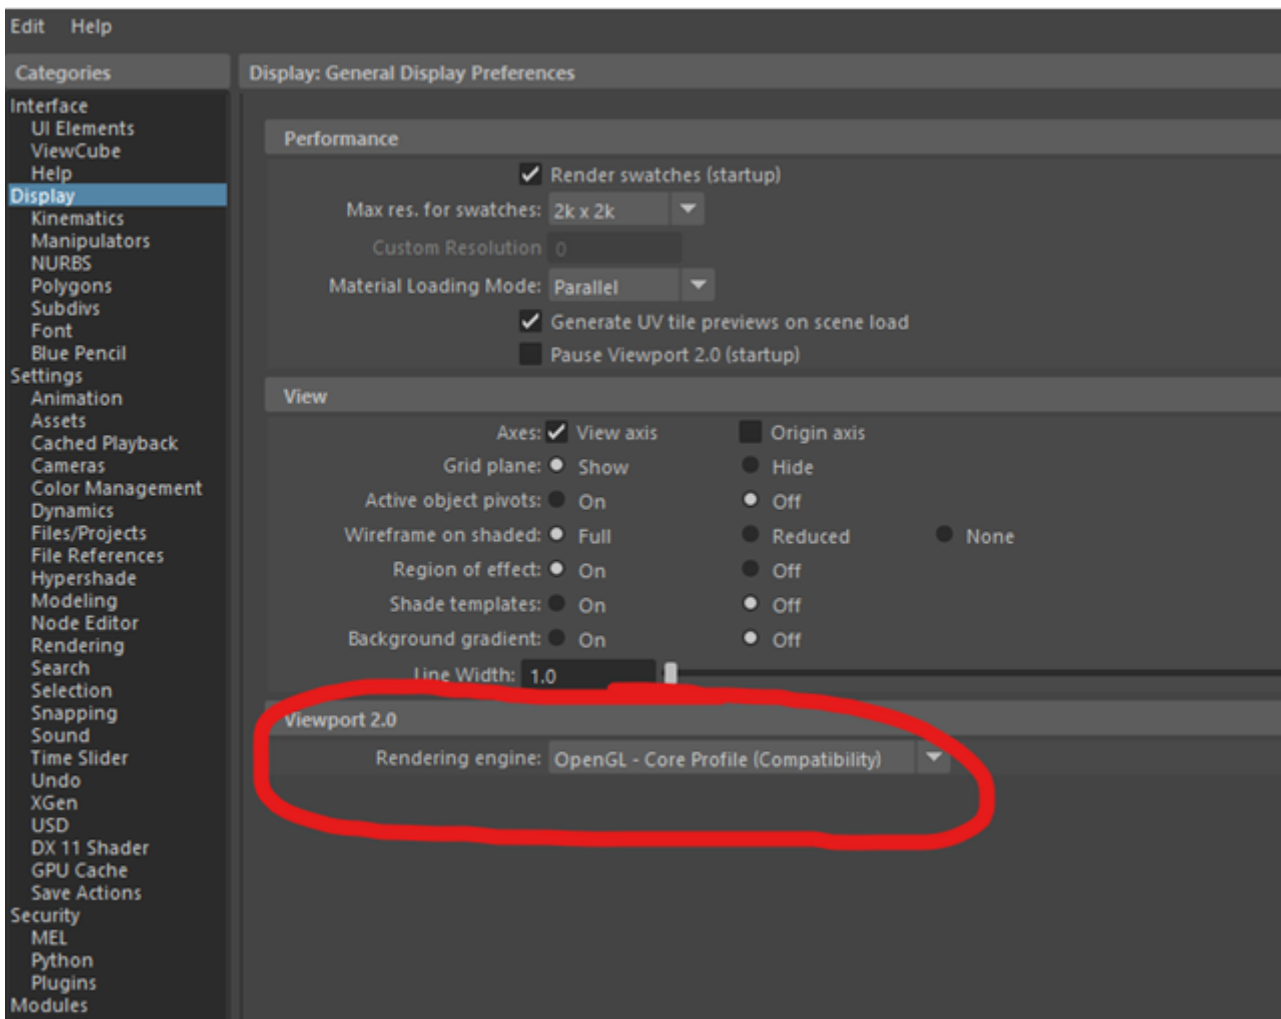 Edit Help
Categories
Interface
UI Elements
ViewCube
Help
Display
Kinematics
Manipulators
NURBS
Polygons
Subdivs
Font
Blue Pencil
Settings
Animation
Assets
Cached Playback
Cameras
Color Management
Dynamics
Files/Projects
File References
Hypershade
Modeling
Node Editor
Rendering
Search
Selection
Snapping
Sound
Time Slider
Undo
XGen
USD
DX 11 Shader
GPU Cache
Save Actions
Security
MEL
Python
Plugins
Modules
Display: General Display Preferences
Performance
Render swatches (startup)
Max res. for swatches: 2k x 2k
Custom Resolution 0
Material Loading Mode: Parallel
Generate UV tile previews on scene load
Pause Viewport 2.0 (startup)
View
Axes: View axis Origin axis
Grid plane: Show Hide
Active object pivots: On Off
Wireframe on shaded: Full Reduced None
Region of effect: On Off
Shade templates: On Off
Background gradient: On Off
Line Width: 1.0
Viewport 2.0
Rendering engine: OpenGL - Core Profile (Compatibility)